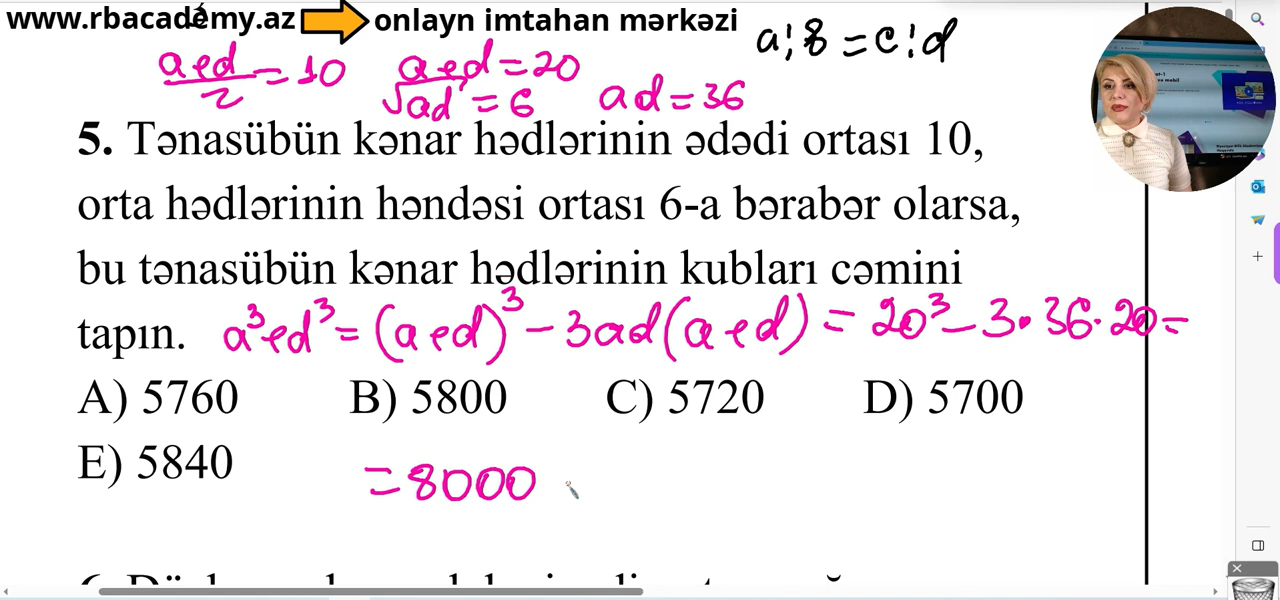 www.rbacadémy.az onlayn imtahan mərkəzi
a:b=c:d
a+d/2=10 a+d=20
√ad=6 ad=36
5. Tənasübün kənar hədlərinin ədədi ortası 10,
orta hədlərinin həndəsi ortası 6-a bərabər olarsa,
bu tənasübün kənar hədlərinin kubları cəmini
tapın. a³+d³=(a+d)³-3ad(a+d)=20³-3·36·20=
A) 5760 B) 5800 C) 5720 D) 5700
E) 5840 =8000